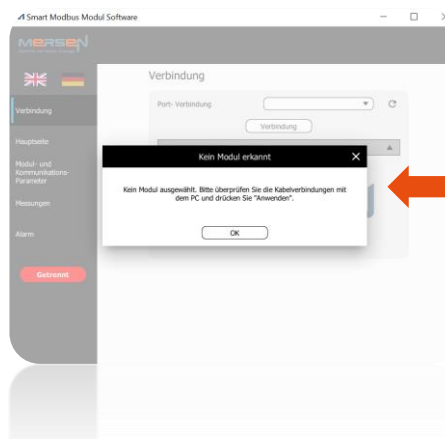 Smart Modbus Modul Software
MERSEN
Verbindung
Port- Verbindung
Verbindung
Verbindung
Hauptseite
Modul- und
Kommunikations-
Parameter
Messungen
Alarm
Getrennt
Kein Modul erkannt
Kein Modul ausgewählt. Bitte überprüfen Sie die Kabelverbindungen mit
dem PC und drücken Sie "Anwenden".
OK